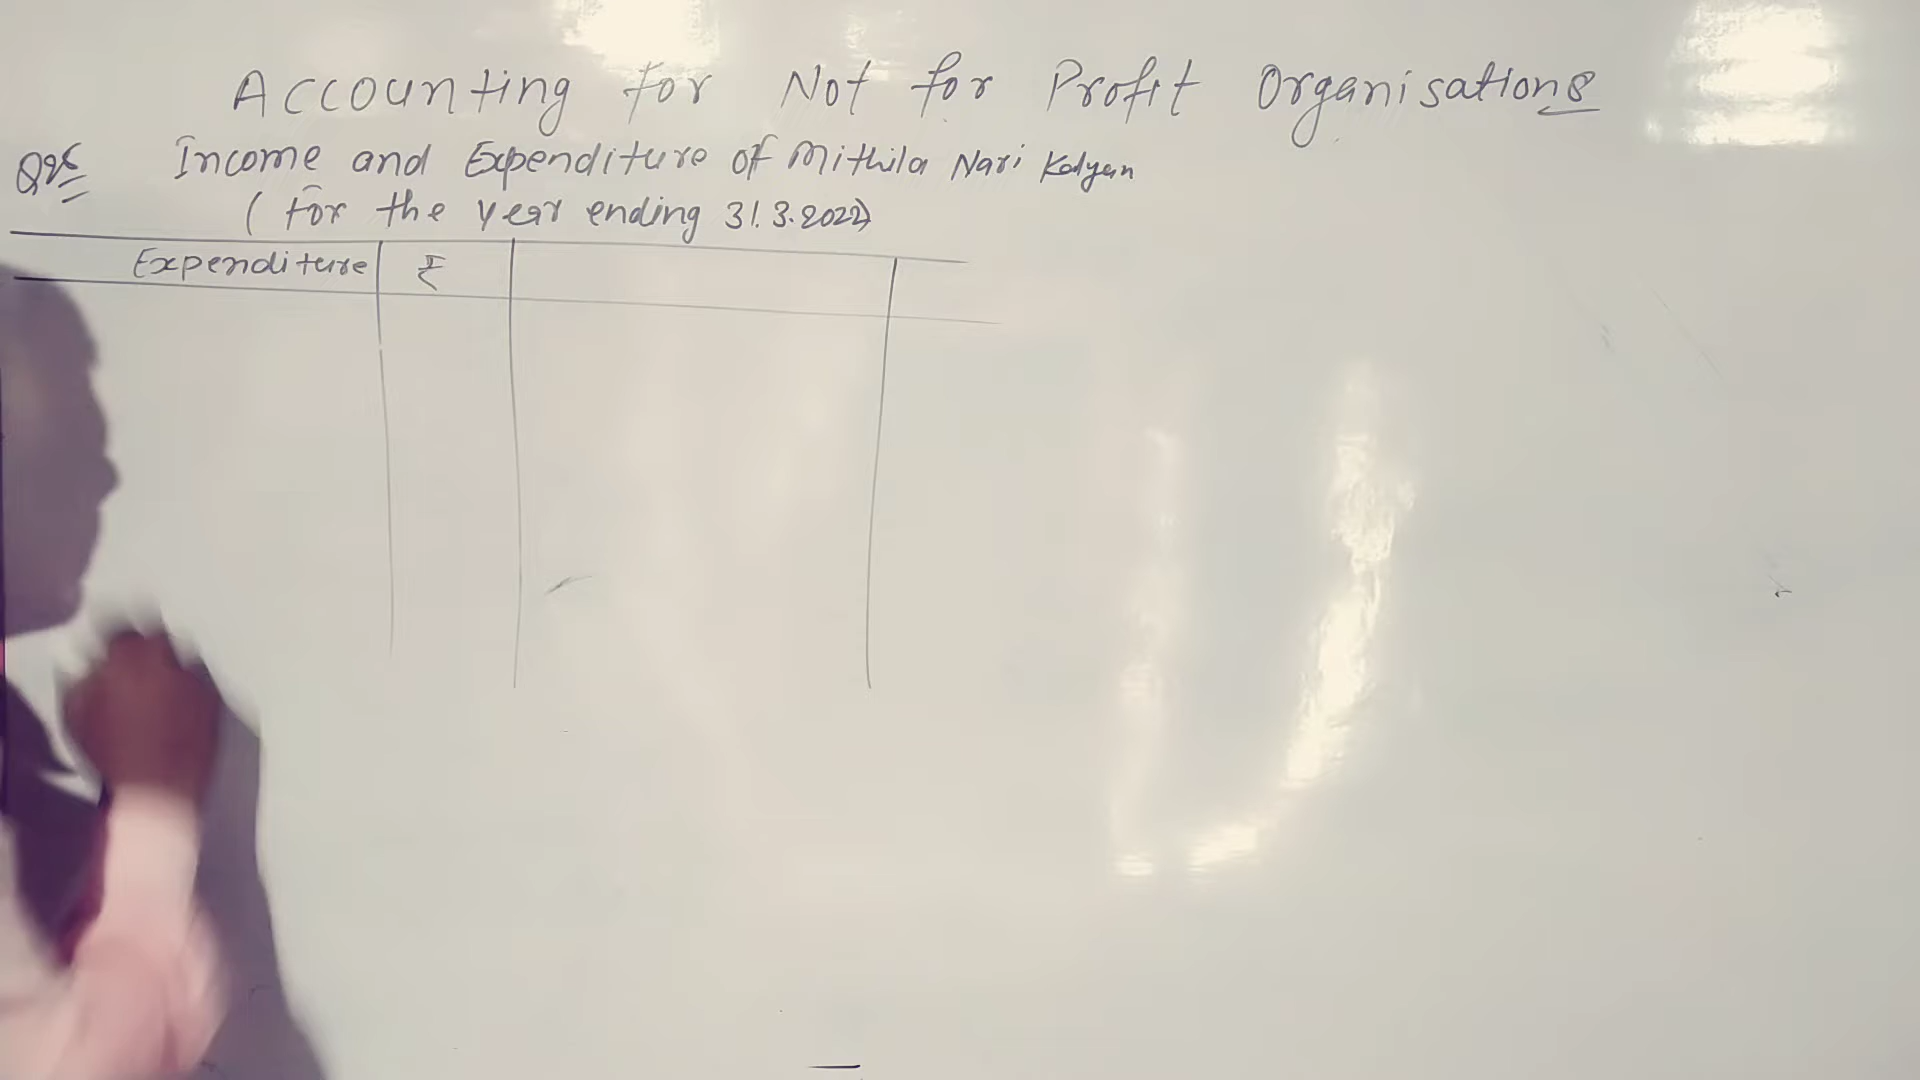 Accounting for Not for Profit Organisations
Income and Expenditure of Mithila Nari Kalyan
(For the year ending 31.3.2022)
Expenditure ₹